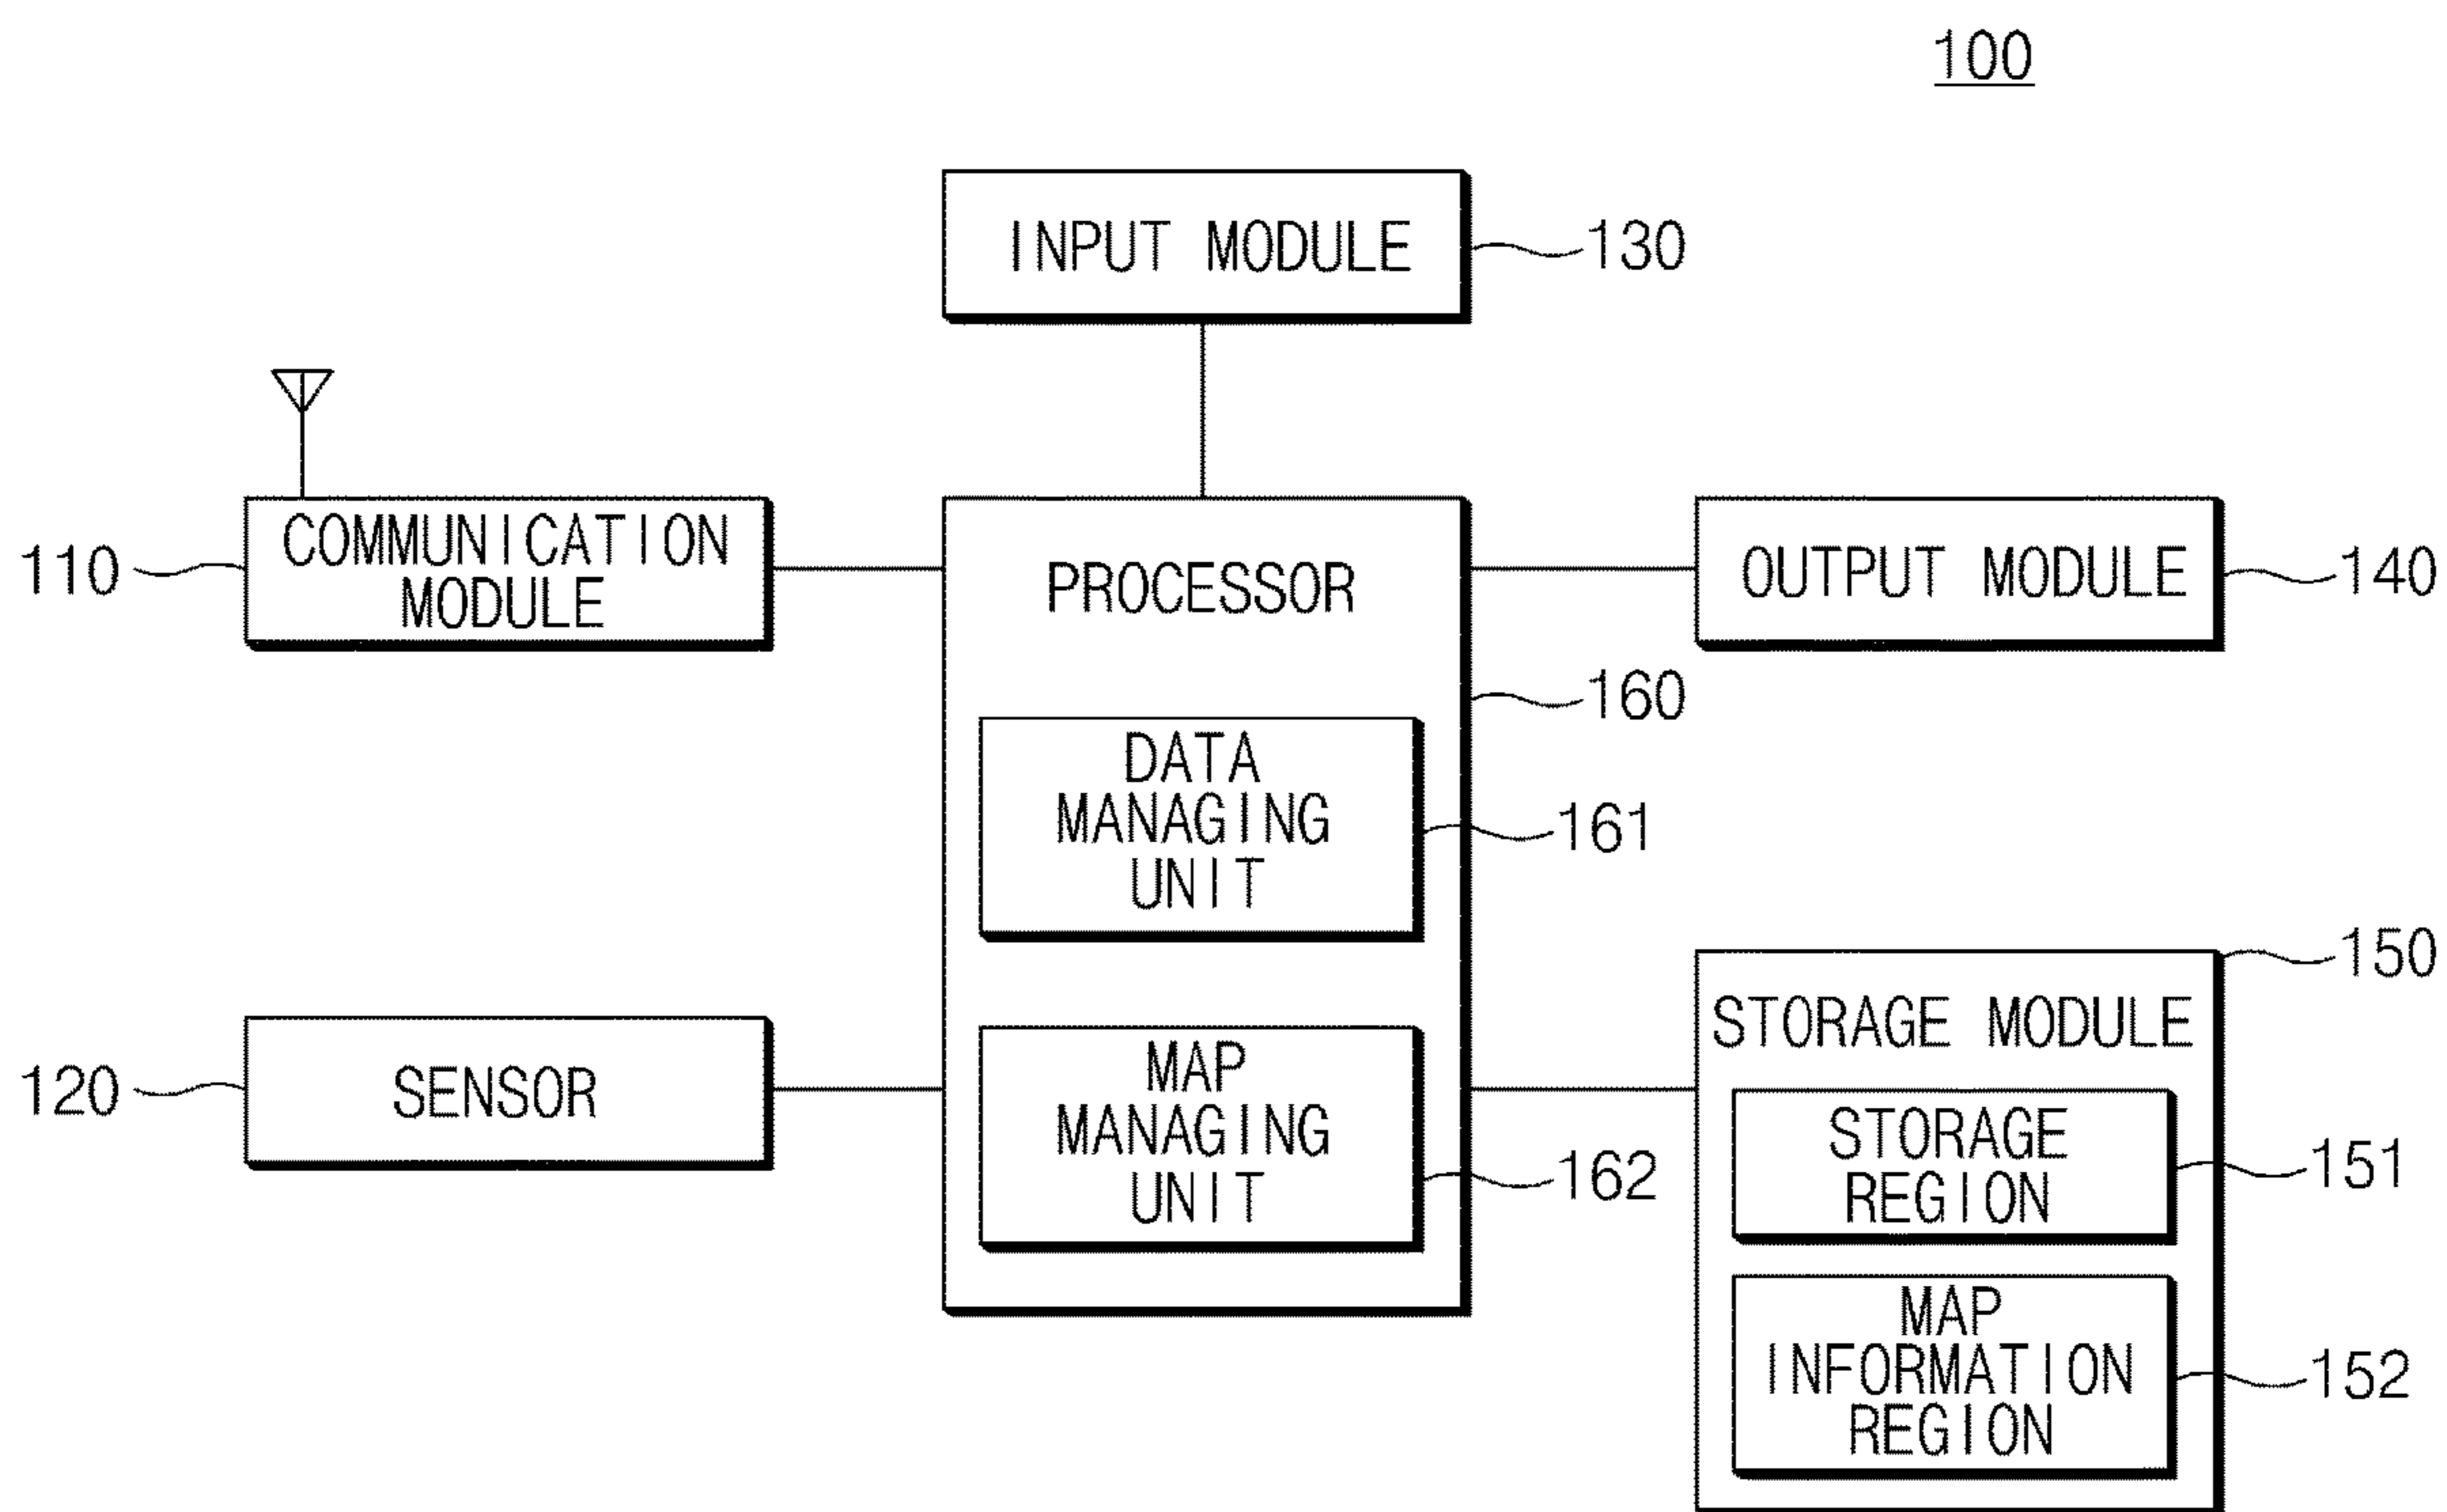 100
INPUT MODULE
130
COMMUNICATION
MODULE
110
PROCESSOR
OUTPUT MODULE
140
160
DATA
MANAGING
UNIT
161
150
STORAGE MODULE
SENSOR
120
MAP
MANAGING
UNIT
162
STORAGE
REGION
151
MAP
INFORMATION
REGION
152